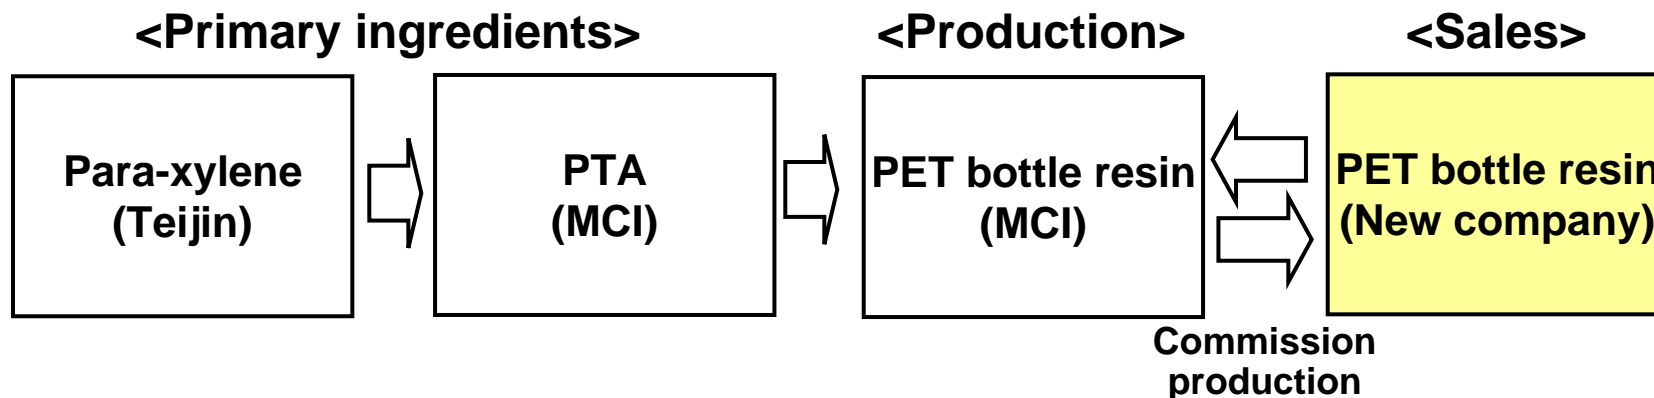 <Primary ingredients>
<Production>
<Sales>
Para-xylene
(Teijin)
PTA
(MCI)
PET bottle resin
(MCI)
PET bottle resin
(New company)
Commission
production